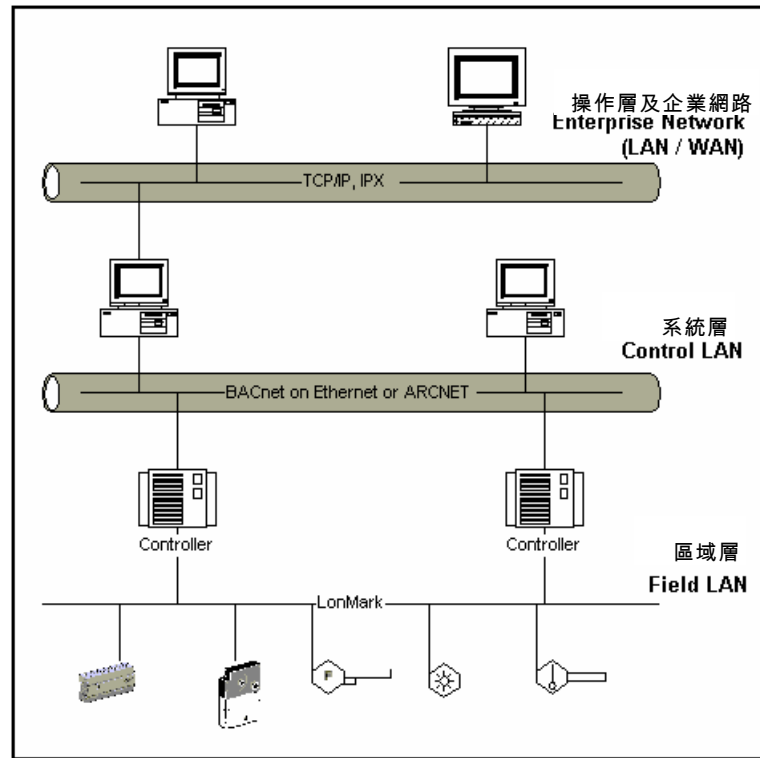 操作層及企業網路
Enterprise Network
(LAN / WAN)
TCP/IP, IPX
系統層
Control LAN
BACnet on Ethernet or ARCNET
Controller
Controller
區域層
Field LAN
LonMark
F